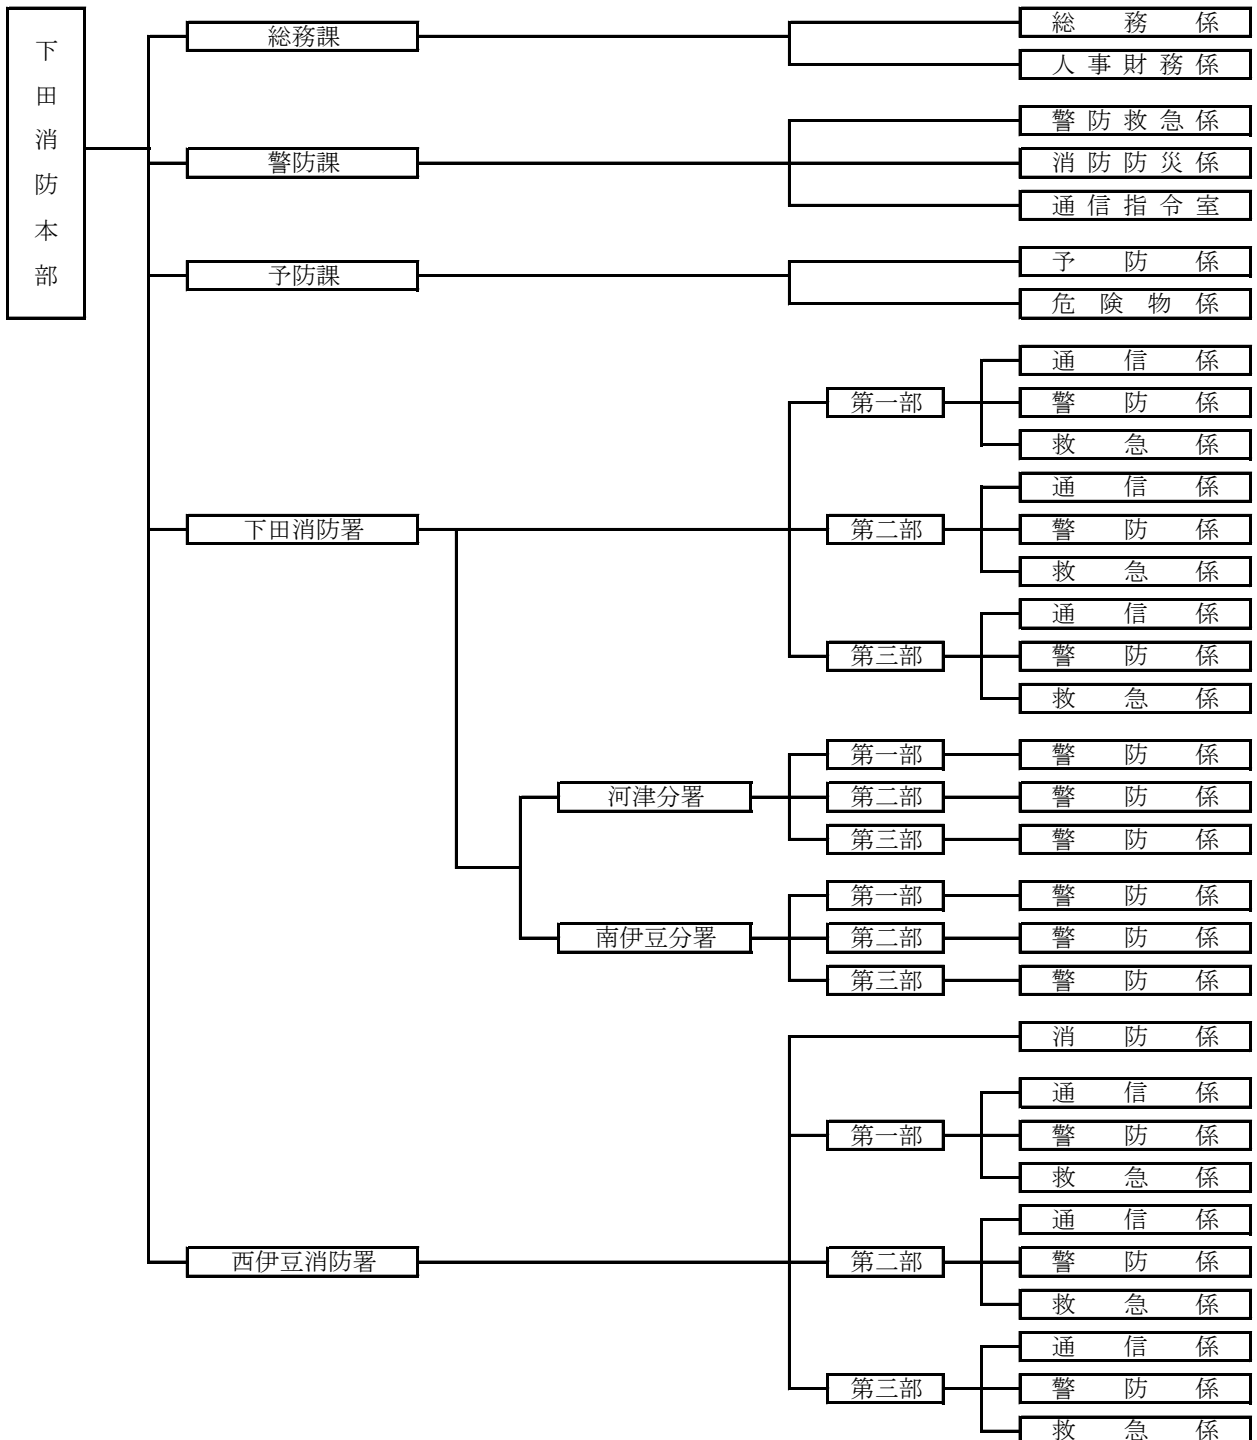 下田消防本部
総務課
総務係
人事財務係
警防課
警防救急係
消防防災係
通信指令室
予防課
予防係
危険物係
下田消防署
第一部
通信係
警防係
救急係
第二部
通信係
警防係
救急係
第三部
通信係
警防係
救急係
河津分署
第一部
警防係
第二部
警防係
第三部
警防係
南伊豆分署
第一部
警防係
第二部
警防係
第三部
警防係
西伊豆消防署
消防係
第一部
通信係
警防係
救急係
第二部
通信係
警防係
救急係
第三部
通信係
警防係
救急係